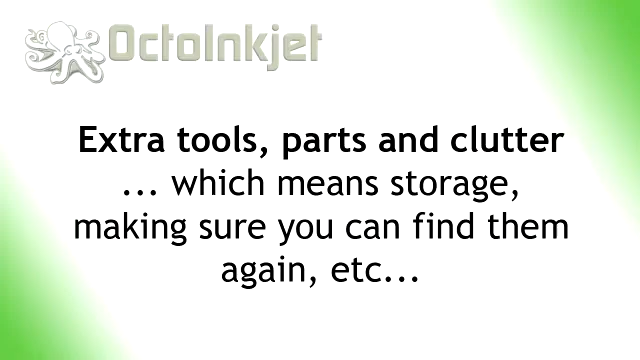 OctoInkjet
Extra tools, parts and clutter
... which means storage,
making sure you can find them
again, etc...